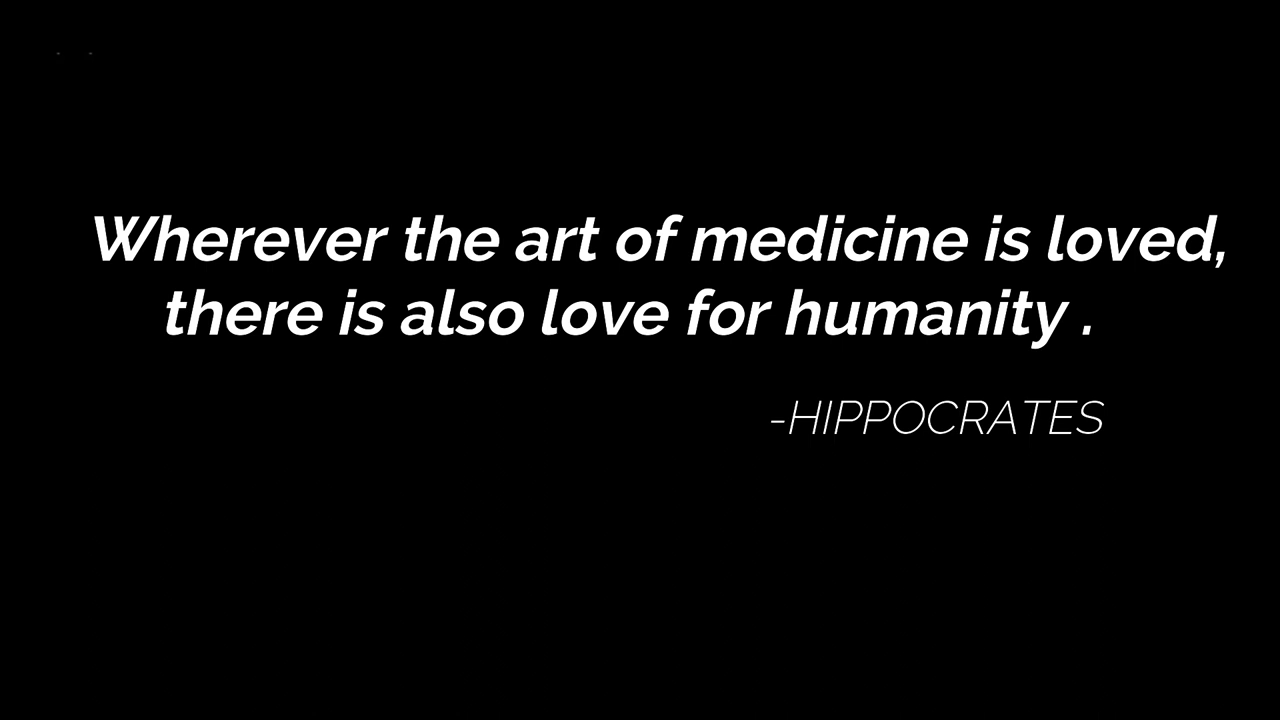 Wherever the art of medicine is loved,
there is also love for humanity .
-HIPPOCRATES